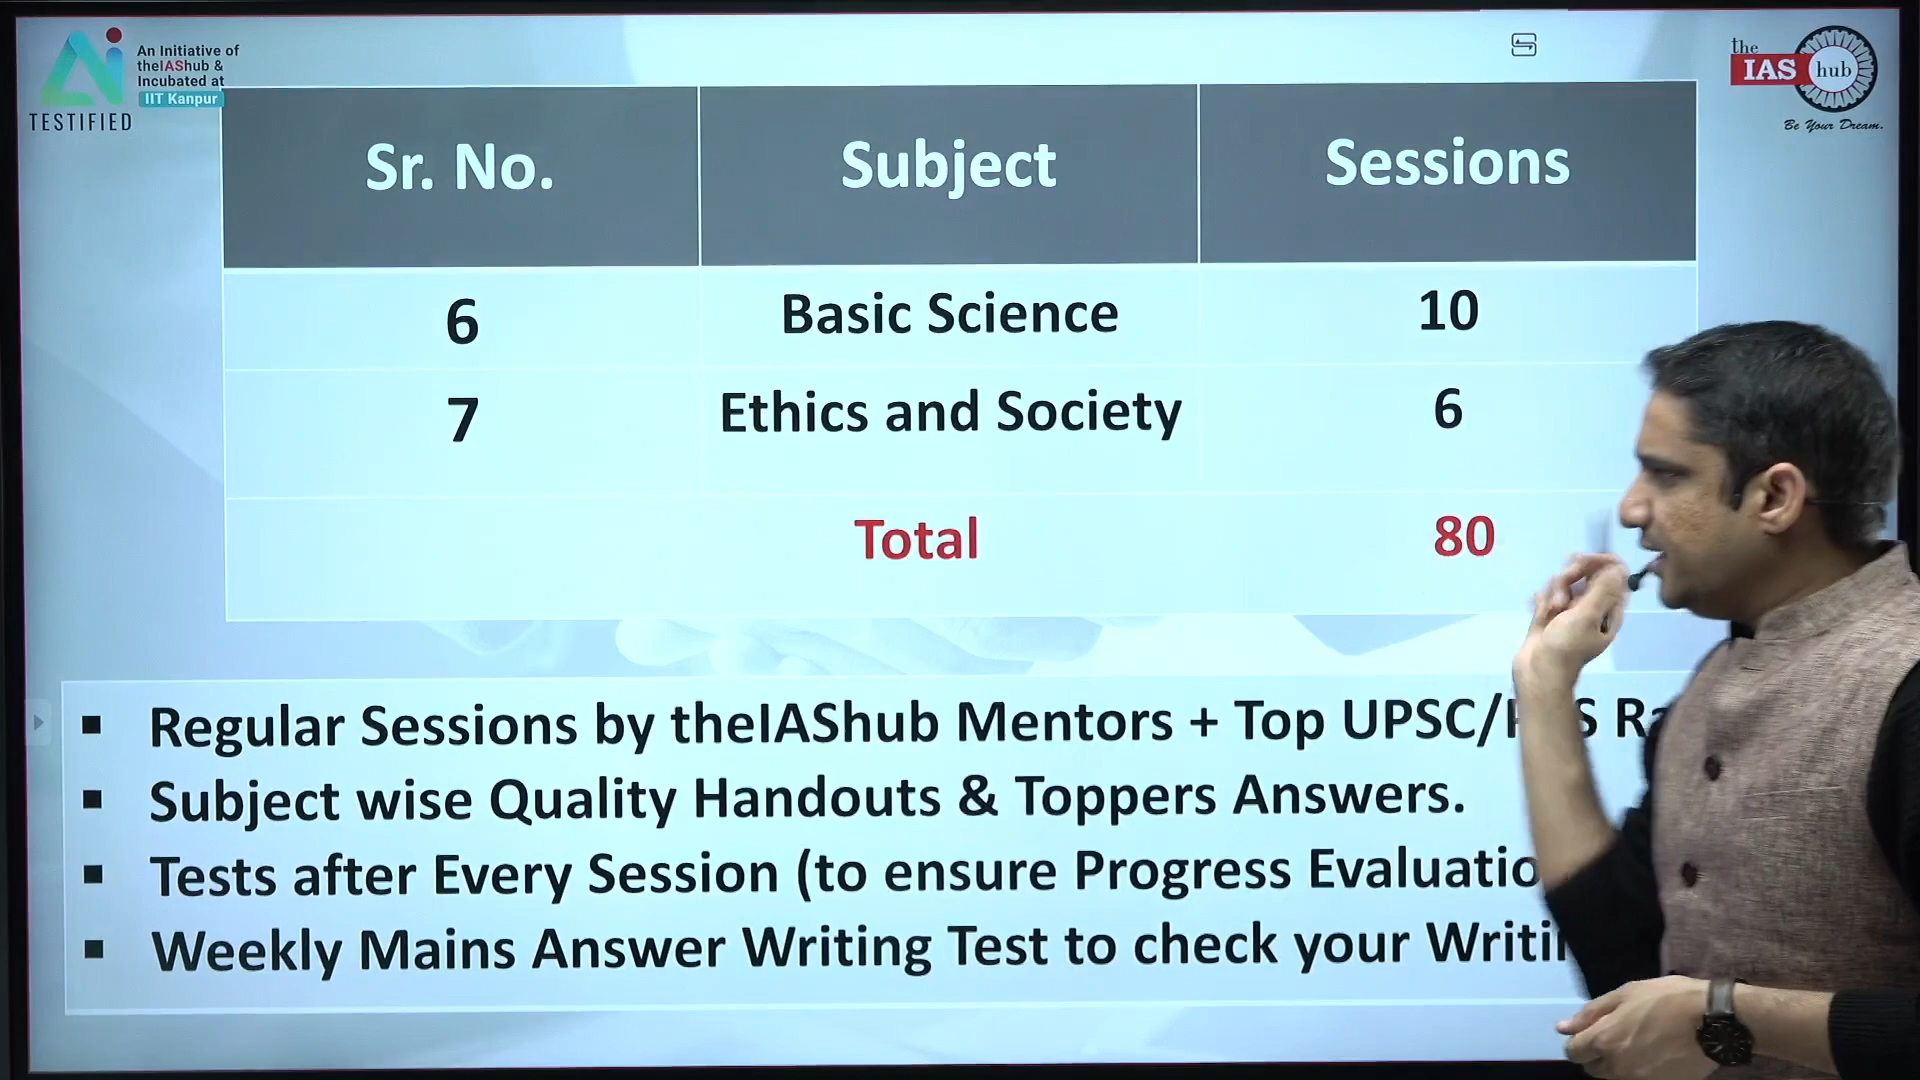 An Initiative of
theIAShub &
Incubated at
IIT Kanpur
TESTIFIED
the
IAS hub
Be Your Dream.
Sr. No. Subject Sessions
6 Basic Science 10
7 Ethics and Society 6
Total 80
▪ Regular Sessions by theIAShub Mentors + Top
▪ Subject wise Quality Handouts & Toppers Answers.
▪ Tests after Every Session (to ensure Progress
▪ Weekly Mains Answer Writing Test to check your